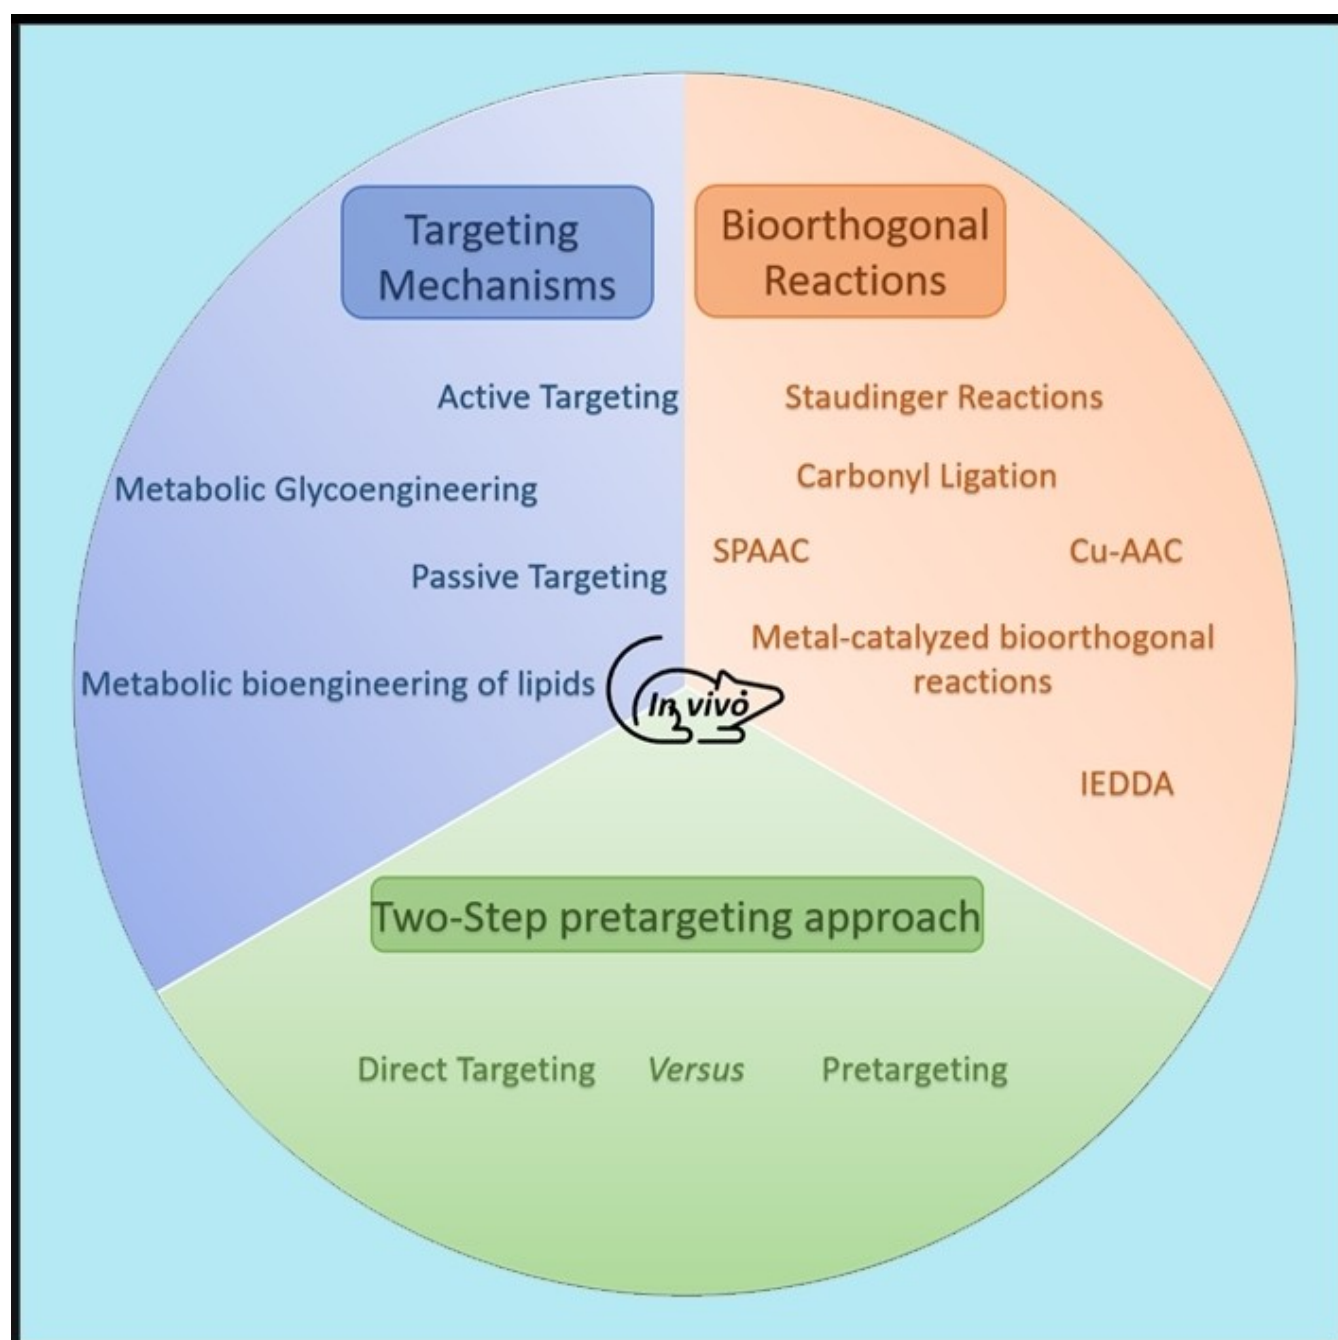 Targeting
Mechanisms
Active Targeting
Metabolic Glycoengineering
Passive Targeting
Metabolic bioengineering of lipids
Bioorthogonal
Reactions
Staudinger Reactions
Carbonyl Ligation
SPAAC
Cu-AAC
Metal-catalyzed bioorthogonal
reactions
IEDDA
In vivo
Two-Step pretargeting approach
Direct Targeting Versus Pretargeting